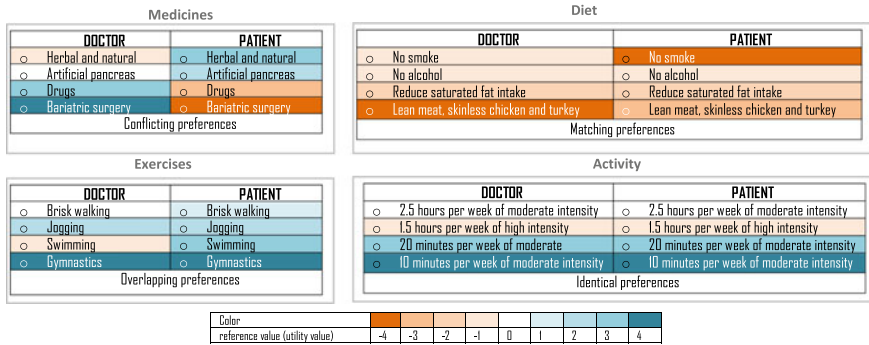 Medicines
DOCTOR PATIENT
Herbal and natural Herbal and natural
Artificial pancreas Artificial pancreas
Drugs Drugs
Bariatric surgery Bariatric surgery
Conflicting preferences
Diet
DOCTOR PATIENT
No smoke No smoke
No alcohol No alcohol
Reduce saturated fat intake Reduce saturated fat intake
Lean meat, skinless chicken and turkey Lean meat, skinless chicken and turkey
Matching preferences
Exercises
DOCTOR PATIENT
Brisk walking Brisk walking
Jogging Jogging
Swimming Swimming
Gymnastics Gymnastics
Overlapping preferences
Activity
DOCTOR PATIENT
2.5 hours per week of moderate intensity 2.5 hours per week of moderate intensity
1.5 hours per week of high intensity 1.5 hours per week of high intensity
20 minutes per week of moderate 20 minutes per week of moderate intensity
10 minutes per week of moderate intensity 10 minutes per week of moderate intensity
Identical preferences
Color
reference value (utility value) -4 -3 -2 -1 0 1 2 3 4